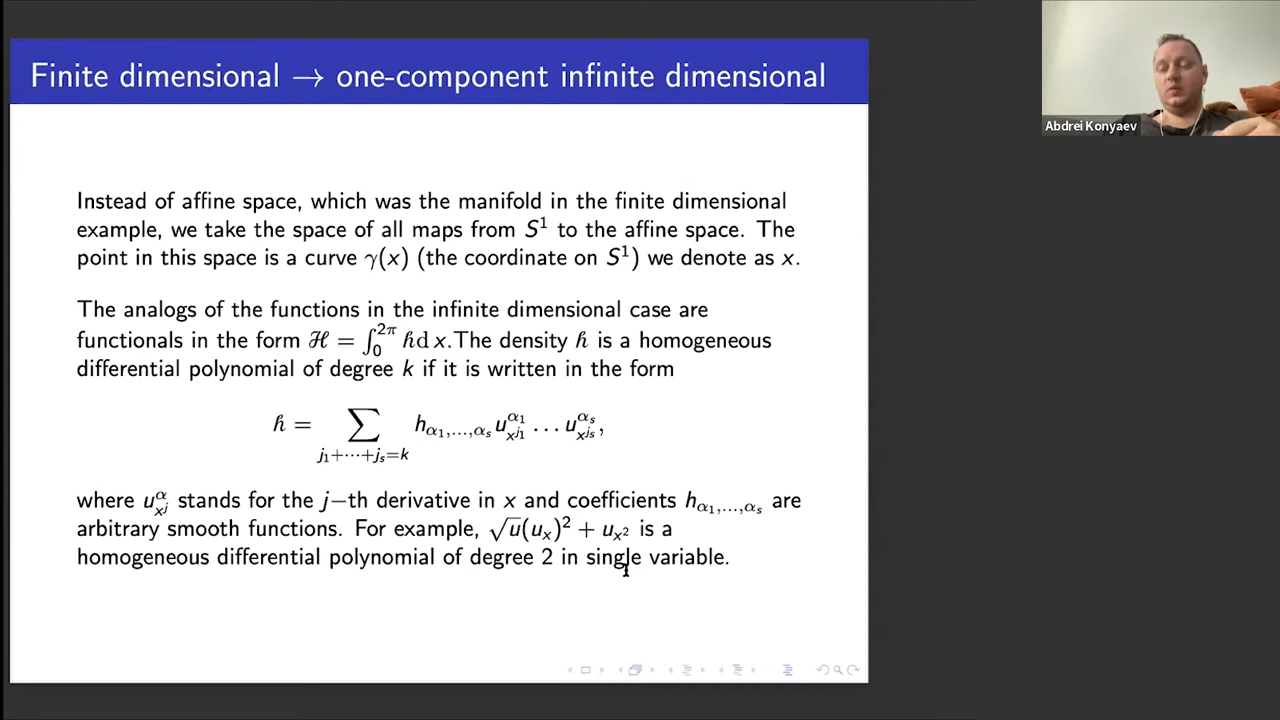 Finite dimensional → one-component infinite dimensional
Abdrei Konyaev
Instead of affine space, which was the manifold in the finite dimensional
example, we take the space of all maps from S¹ to the affine space. The
point in this space is a curve γ(x) (the coordinate on S¹) we denote as x.
The analogs of the functions in the infinite dimensional case are
functionals in the form ℋ = ∫₀²π ℏd x.The density ℏ is a homogeneous
differential polynomial of degree k if it is written in the form
ℏ = ∑_{j₁+⋯+jₛ=k} h_{α₁,…,αₛ} u^{α₁}_{x^{j₁}} … u^{αₛ}_{x^{jₛ}},
where u^{α}_{x^{j}} stands for the j−th derivative in x and coefficients h_{α₁,…,αₛ} are
arbitrary smooth functions. For example, √u(uₓ)² + u_{x²} is a
homogeneous differential polynomial of degree 2 in single variable.